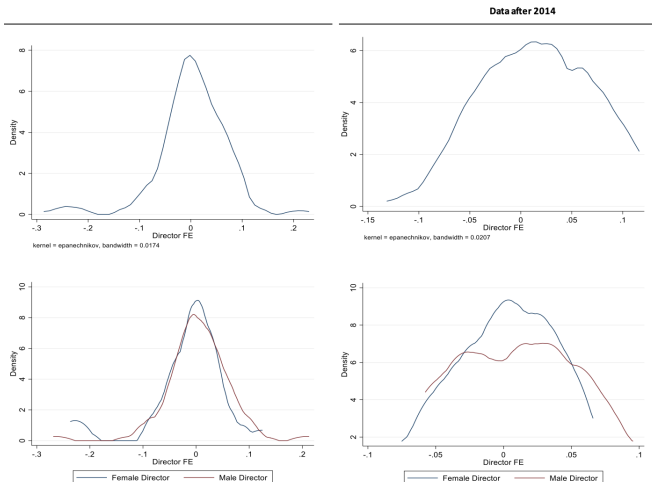 Data after 2014
8
6
4
2
0
Density
-.3 -.2 -.1 0 .1 .2
Director FE
kernel = epanechnikov, bandwidth = 0.0174
6
4
2
0
Density
-.15 -.1 -.05 0 .05 .1
Director FE
kernel = epanechnikov, bandwidth = 0.0207
10
8
6
4
2
0
Density
-.3 -.2 -.1 0 .1 .2
Director FE
Female Director Male Director
10
8
6
4
2
Density
-.1 -.05 0 .05 .1
Director FE
Female Director Male Director